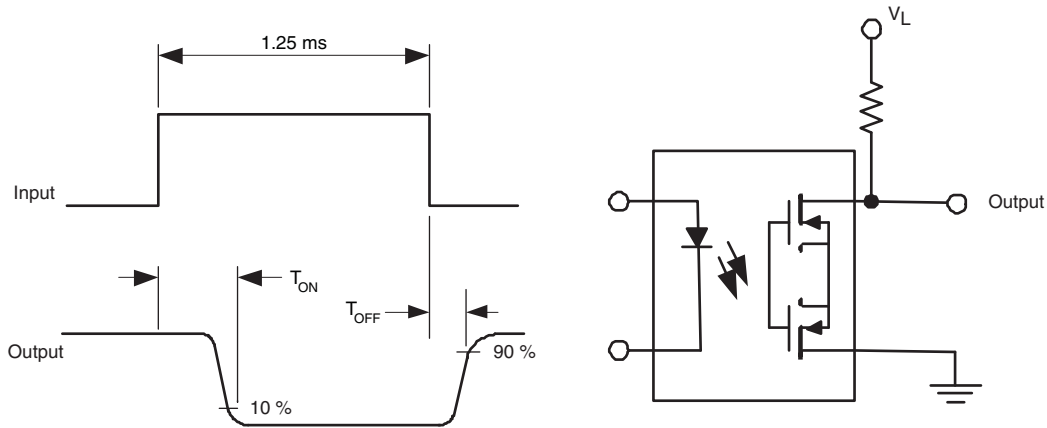 1.25 ms
Input
T_ON
T_OFF
Output
90 %
10 %
V_L
Output